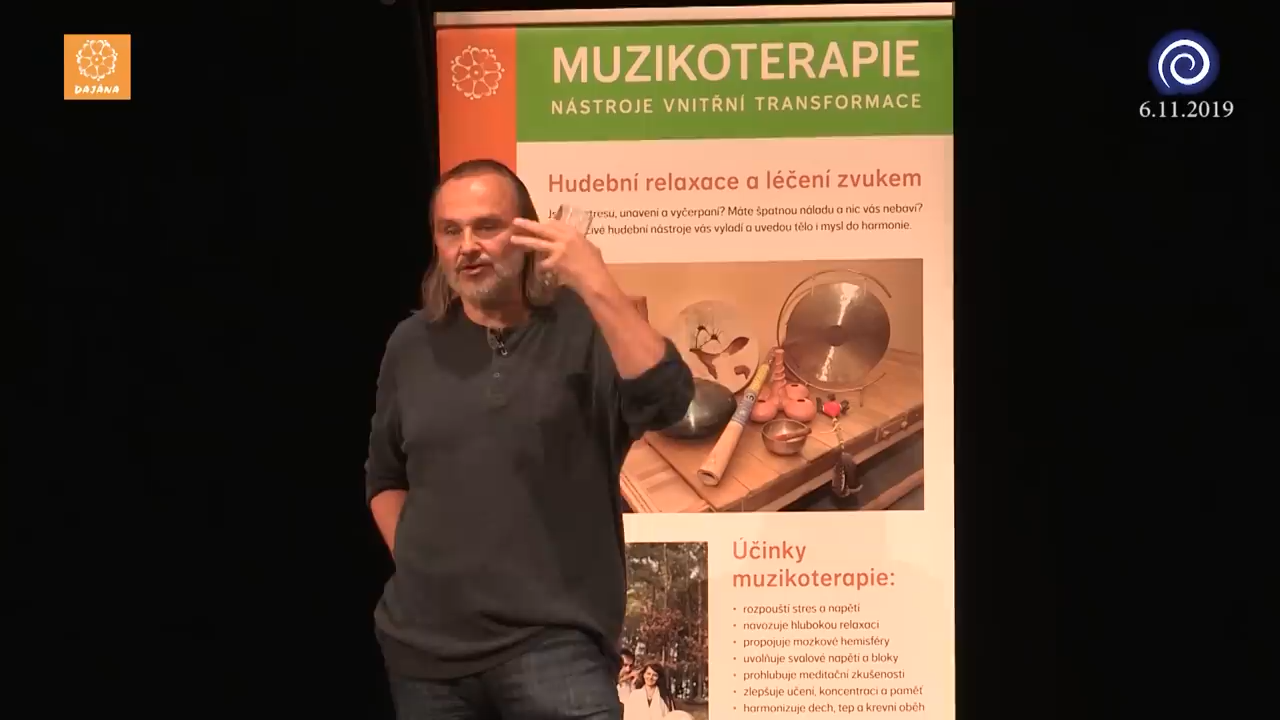 DAJÁNA
6.11.2019
MUZIKOTERAPIE
NÁSTROJE VNITŘNÍ TRANSFORMACE
Hudební relaxace a léčení zvukem
unavení a vyčerpaní? Máte špatnou náladu a nic vás nebaví?
hudební nástroje vás vyladí a uvedou tělo i mysl do harmonie.
Účinky
muzikoterapie:
• rozpouští stres a napětí
• navozuje hlubokou relaxaci
• propojuje mozkové hemisféry
• uvolňuje svalové napětí a bloky
• prohlubuje meditační zkušenosti
• zlepšuje učení, koncentraci a paměť
• harmonizuje dech, tep a krevní oběh